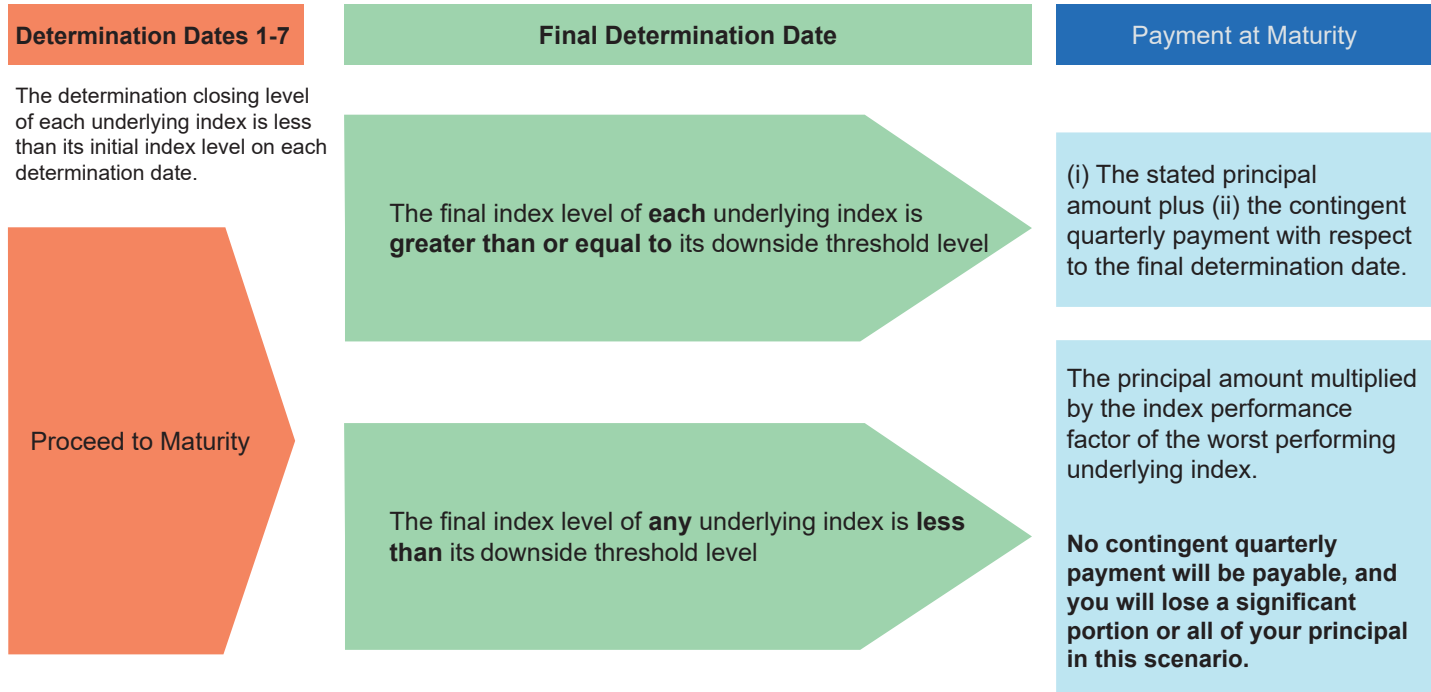 Determination Dates 1-7
Final Determination Date
Payment at Maturity
The determination closing level
of each underlying index is less
than its initial index level on each
determination date.
Proceed to Maturity
The final index level of each underlying index is
greater than or equal to its downside threshold level
(i) The stated principal
amount plus (ii) the contingent
quarterly payment with respect
to the final determination date.
The final index level of any underlying index is less
than its downside threshold level
The principal amount multiplied
by the index performance
factor of the worst performing
underlying index.
No contingent quarterly
payment will be payable, and
you will lose a significant
portion or all of your principal
in this scenario.